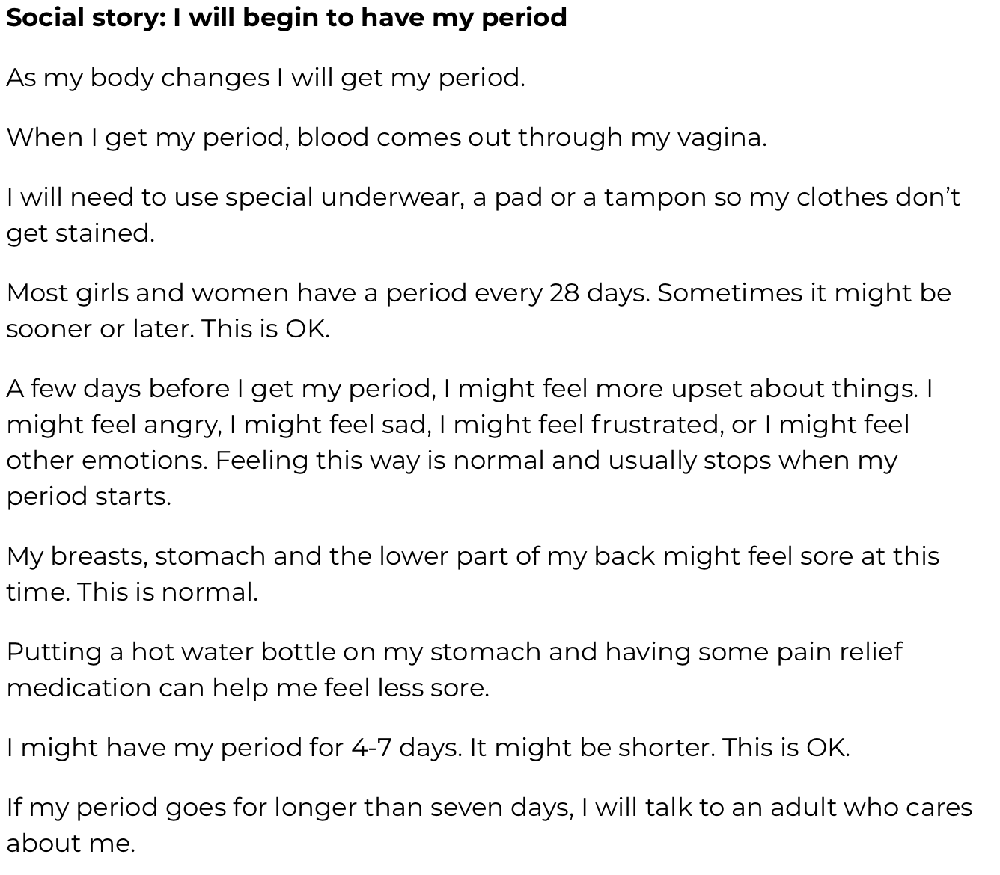 Social story: I will begin to have my period
As my body changes I will get my period.
When I get my period, blood comes out through my vagina.
I will need to use special underwear, a pad or a tampon so my clothes don’t
get stained.
Most girls and women have a period every 28 days. Sometimes it might be
sooner or later. This is OK.
A few days before I get my period, I might feel more upset about things. I
might feel angry, I might feel sad, I might feel frustrated, or I might feel
other emotions. Feeling this way is normal and usually stops when my
period starts.
My breasts, stomach and the lower part of my back might feel sore at this
time. This is normal.
Putting a hot water bottle on my stomach and having some pain relief
medication can help me feel less sore.
I might have my period for 4-7 days. It might be shorter. This is OK.
If my period goes for longer than seven days, I will talk to an adult who cares
about me.